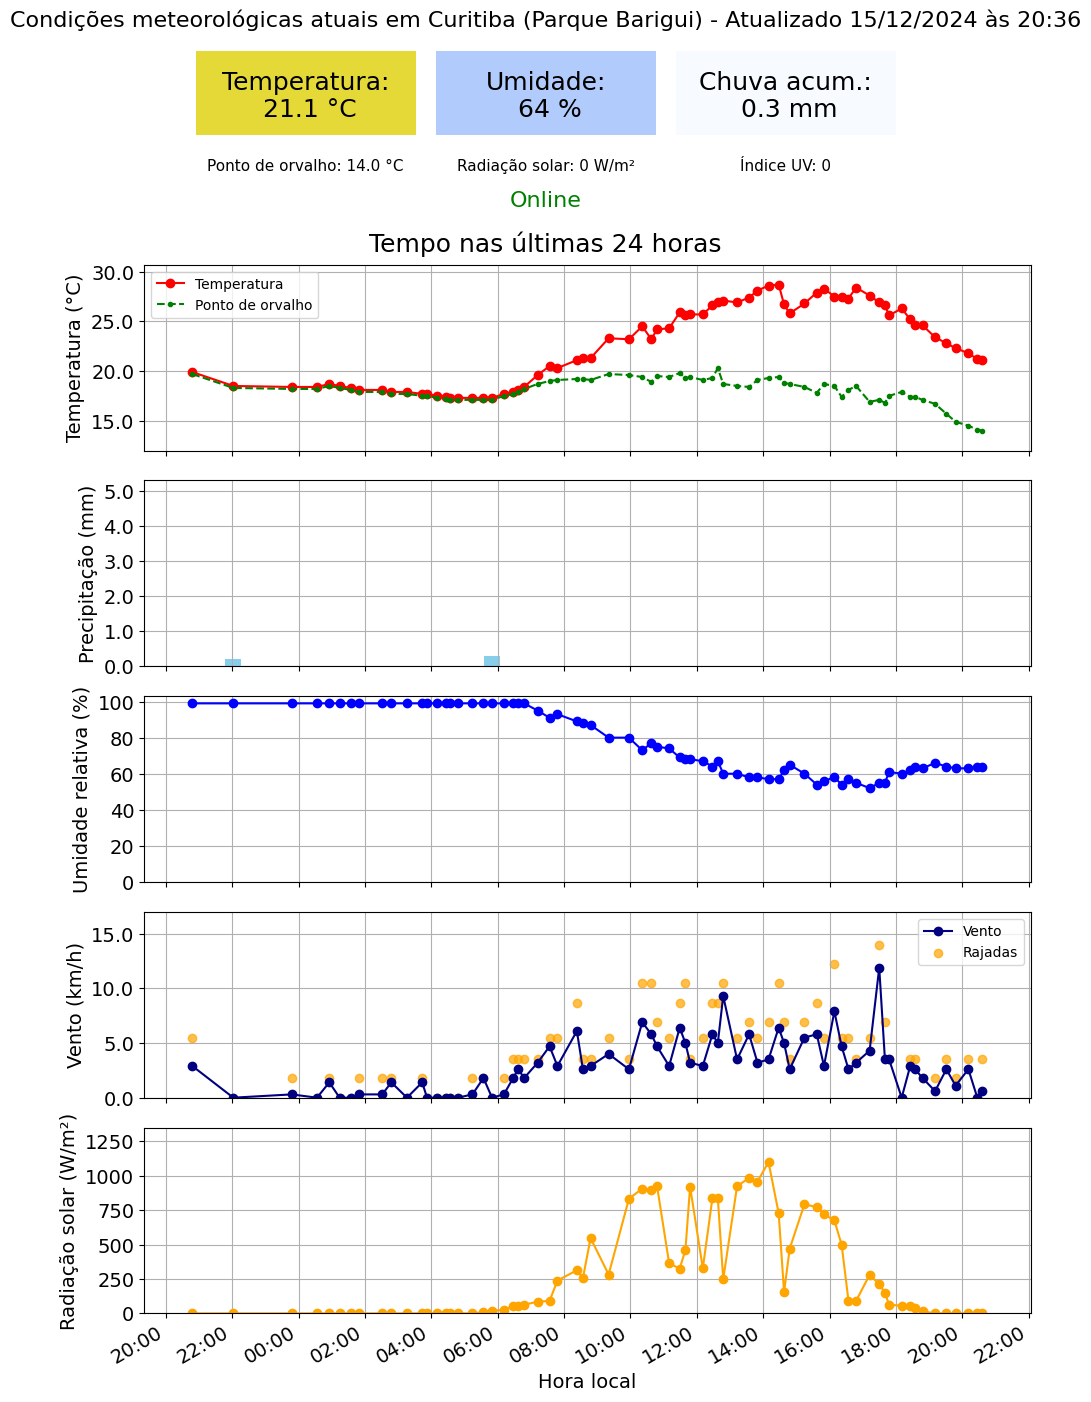 Condições meteorológicas atuais em Curitiba (Parque Barigui) - Atualizado 15/12/2024 às 20:36
Temperatura:
21.1 °C
Umidade:
64 %
Chuva acum.:
0.3 mm
Ponto de orvalho: 14.0 °C
Radiação solar: 0 W/m²
Índice UV: 0
Online
Tempo nas últimas 24 horas
Temperatura (°C)
30.0
25.0
20.0
15.0
Temperatura
Ponto de orvalho
Precipitação (mm)
5.0
4.0
3.0
2.0
1.0
0.0
Umidade relativa (%)
100
80
60
40
20
0
Vento (km/h)
15.0
10.0
5.0
0.0
Vento
Rajadas
Radiação solar (W/m²)
1250
1000
750
500
250
0
20:00 22:00 00:00 02:00 04:00 06:00 08:00 10:00 12:00 14:00 16:00 18:00 20:00 22:00
Hora local